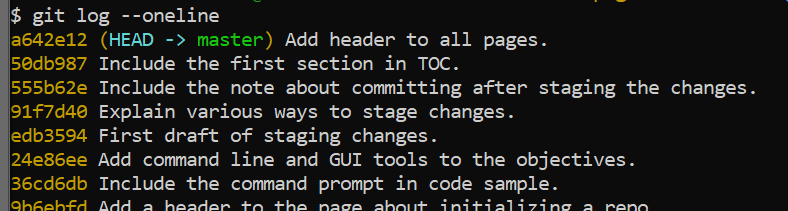 $ git log --oneline
a642e12 (HEAD -> master) Add header to all pages.
50db987 Include the first section in TOC.
555b62e Include the note about committing after staging the changes.
91f7d40 Explain various ways to stage changes.
edb3594 First draft of staging changes.
24e86ee Add command line and GUI tools to the objectives.
36cd6db Include the command prompt in code sample.
9b6ebfd Add a header to the page about initializing a repo